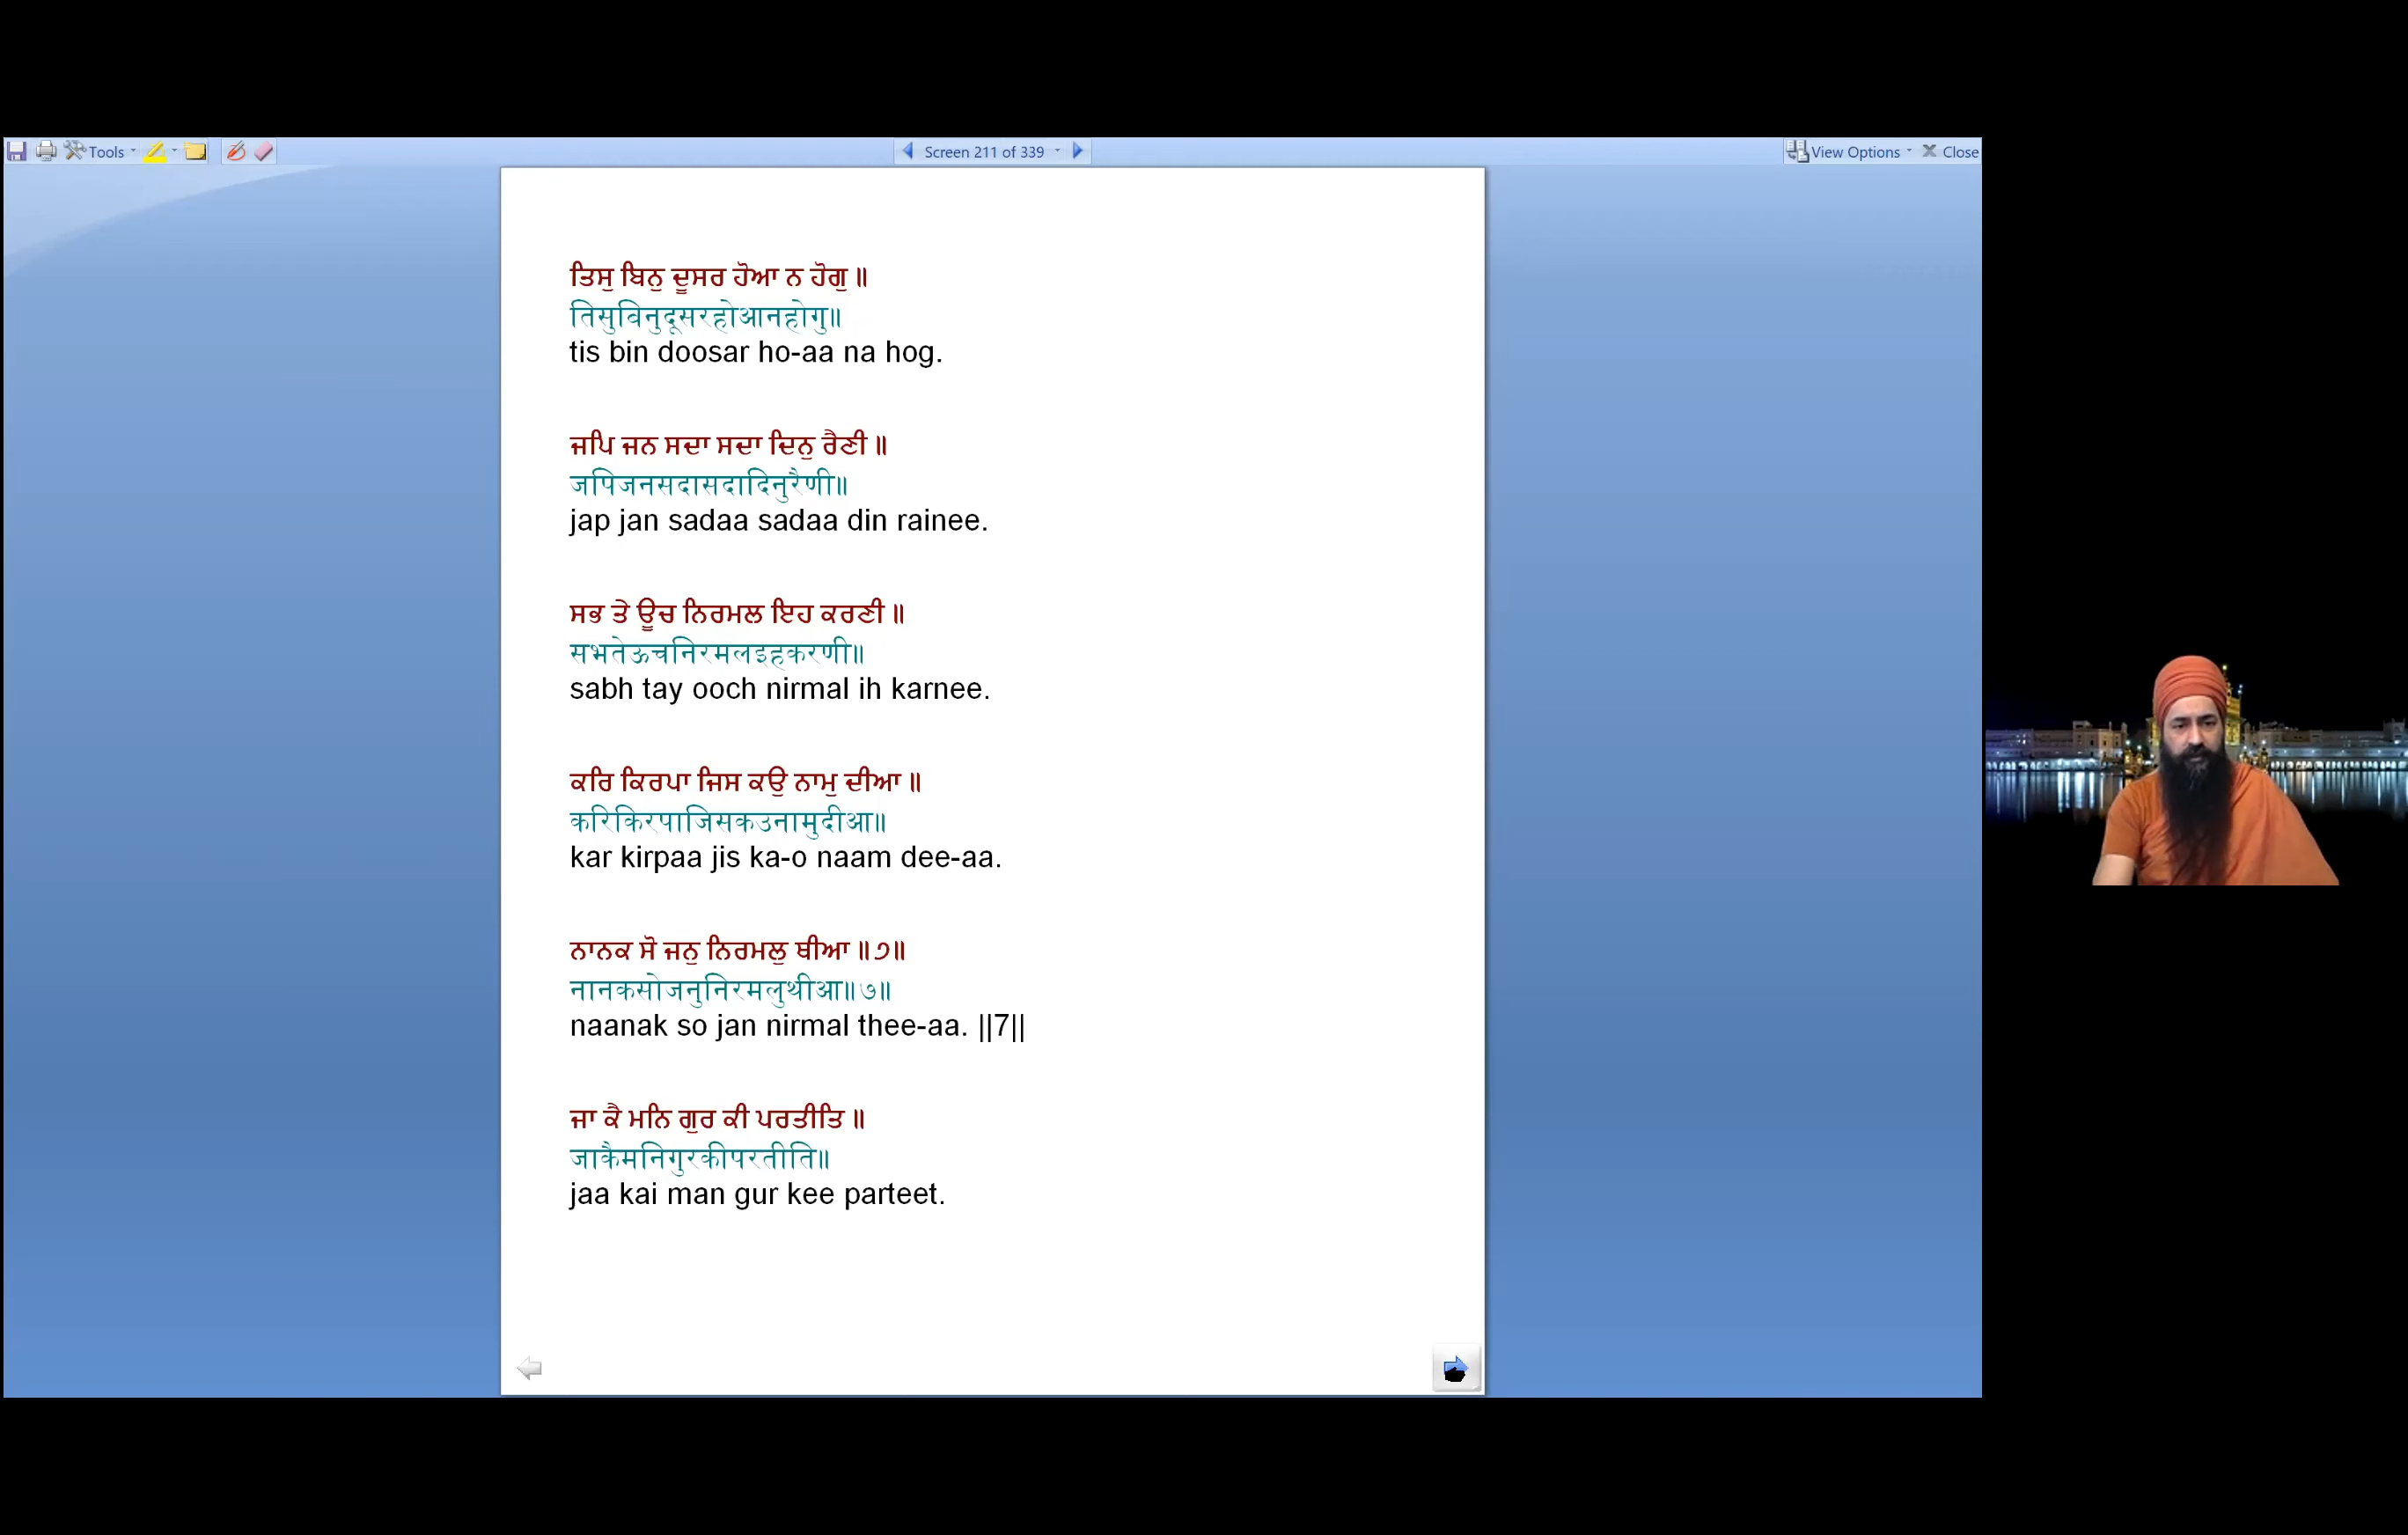 Tools
Screen 211 of 339
View Options
Close
ਤਿਸੁ ਬਿਨੁ ਦੂਸਰ ਹੋਆ ਨ ਹੋਗੁ ॥
तिसुबिनुदूसरहोआनहोगु॥
tis bin doosar ho-aa na hog.
ਜਪਿ ਜਨ ਸਦਾ ਸਦਾ ਦਿਨੁ ਰੈਣੀ ॥
जपिजनसदासदादिनुरैणी॥
jap jan sadaa sadaa din rainee.
ਸਭ ਤੇ ਊਚ ਨਿਰਮਲ ਇਹ ਕਰਣੀ ॥
सभतेऊचनिरमलइहकरणी॥
sabh tay ooch nirmal ih karnee.
ਕਰਿ ਕਿਰਪਾ ਜਿਸ ਕਉ ਨਾਮੁ ਦੀਆ ॥
करिकिरपाजिसकउनामुदीआ॥
kar kirpaa jis ka-o naam dee-aa.
ਨਾਨਕ ਸੋ ਜਨੁ ਨਿਰਮਲੁ ਥੀਆ ॥੭॥
नानकसोजनुनिरमलुथीआ॥७॥
naanak so jan nirmal thee-aa. ||7||
ਜਾ ਕੈ ਮਨਿ ਗੁਰ ਕੀ ਪਰਤੀਤਿ ॥
जाकैमनिगुरकीपरतीति॥
jaa kai man gur kee parteet.